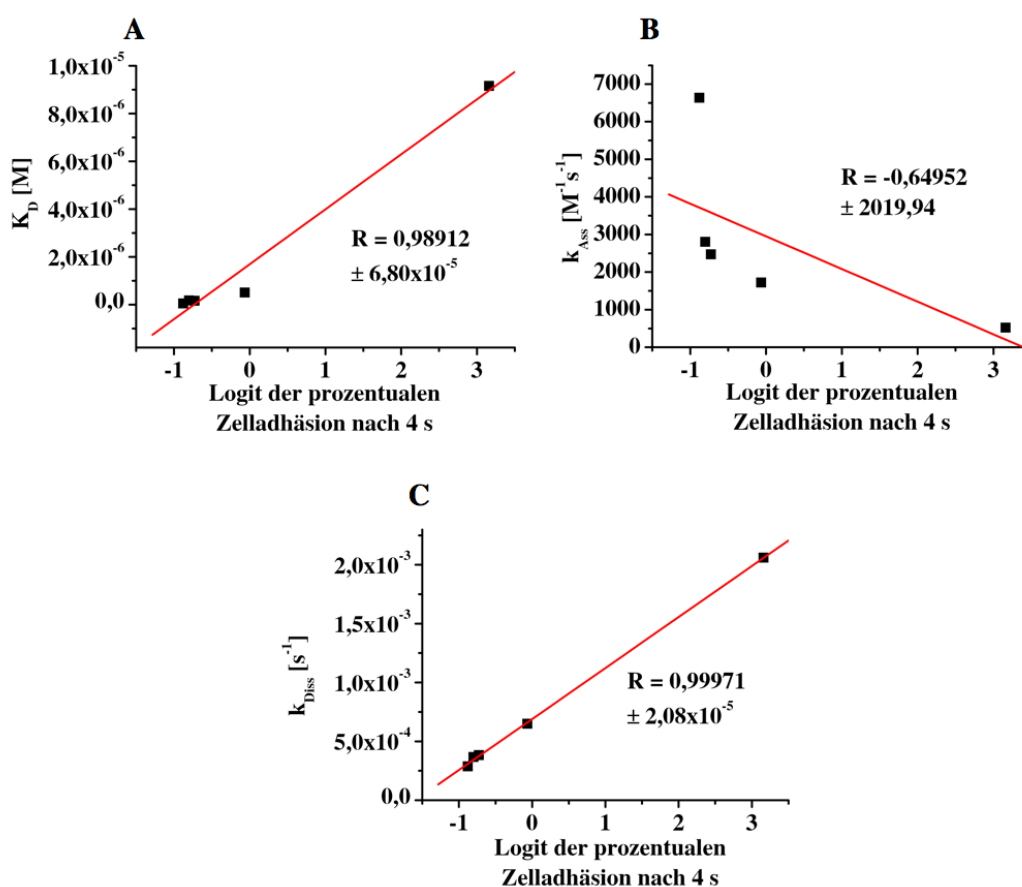 A
1,0x10⁻⁵
8,0x10⁻⁶
6,0x10⁻⁶
4,0x10⁻⁶
2,0x10⁻⁶
0,0
K_D [M]
R = 0,98912
± 6,80x10⁻⁵
-1 0 1 2 3
Logit der prozentualen
Zelladhäsion nach 4 s
B
7000
6000
5000
4000
3000
2000
1000
0
k_Ass [M⁻¹s⁻¹]
R = -0,64952
± 2019,94
-1 0 1 2 3
Logit der prozentualen
Zelladhäsion nach 4 s
C
2,0x10⁻³
1,5x10⁻³
1,0x10⁻³
5,0x10⁻⁴
0,0
k_Diss [s⁻¹]
R = 0,99971
± 2,08x10⁻⁵
-1 0 1 2 3
Logit der prozentualen
Zelladhäsion nach 4 s